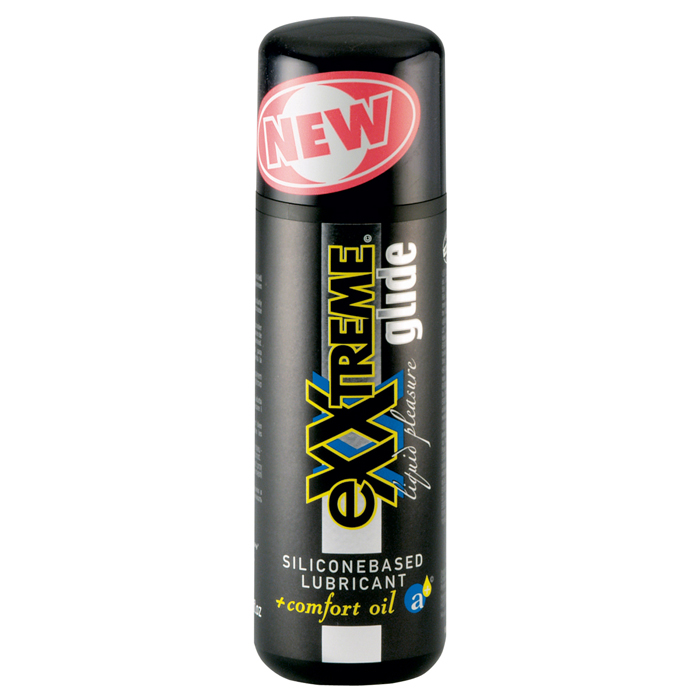 NEW
eXXTREME®
glide
liquid pleasure
SILICONEBASED
LUBRICANT
+comfort oil a®